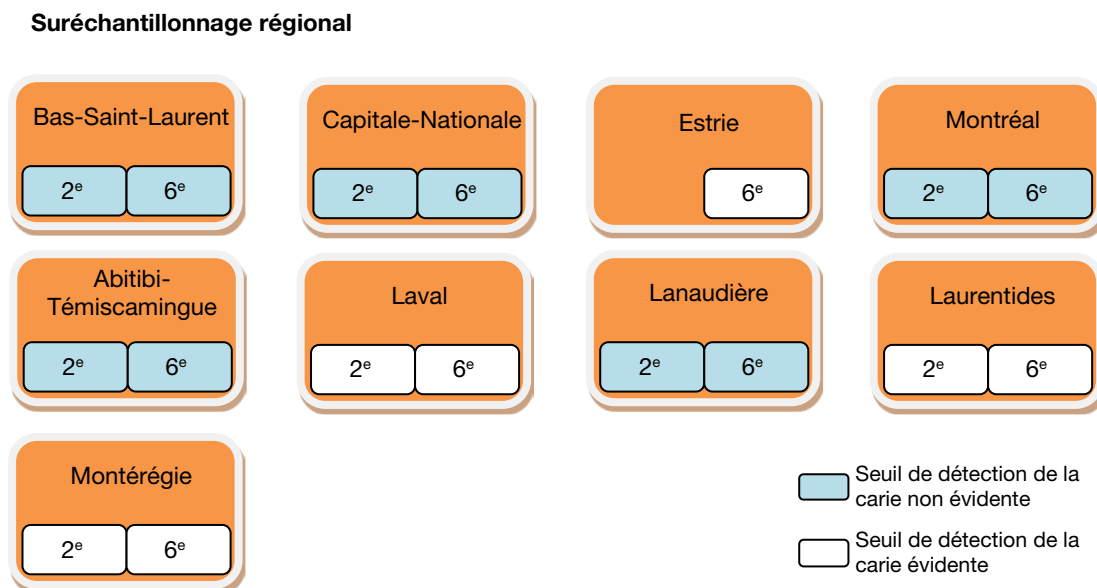 Suréchantillonnage régional
Bas-Saint-Laurent
2e 6e
Capitale-Nationale
2e 6e
Estrie
6e
Montréal
2e 6e
Abitibi-
Témiscamingue
2e 6e
Laval
2e 6e
Lanaudière
2e 6e
Laurentides
2e 6e
Montérégie
2e 6e
Seuil de détection de la
carie non évidente
Seuil de détection de la
carie évidente